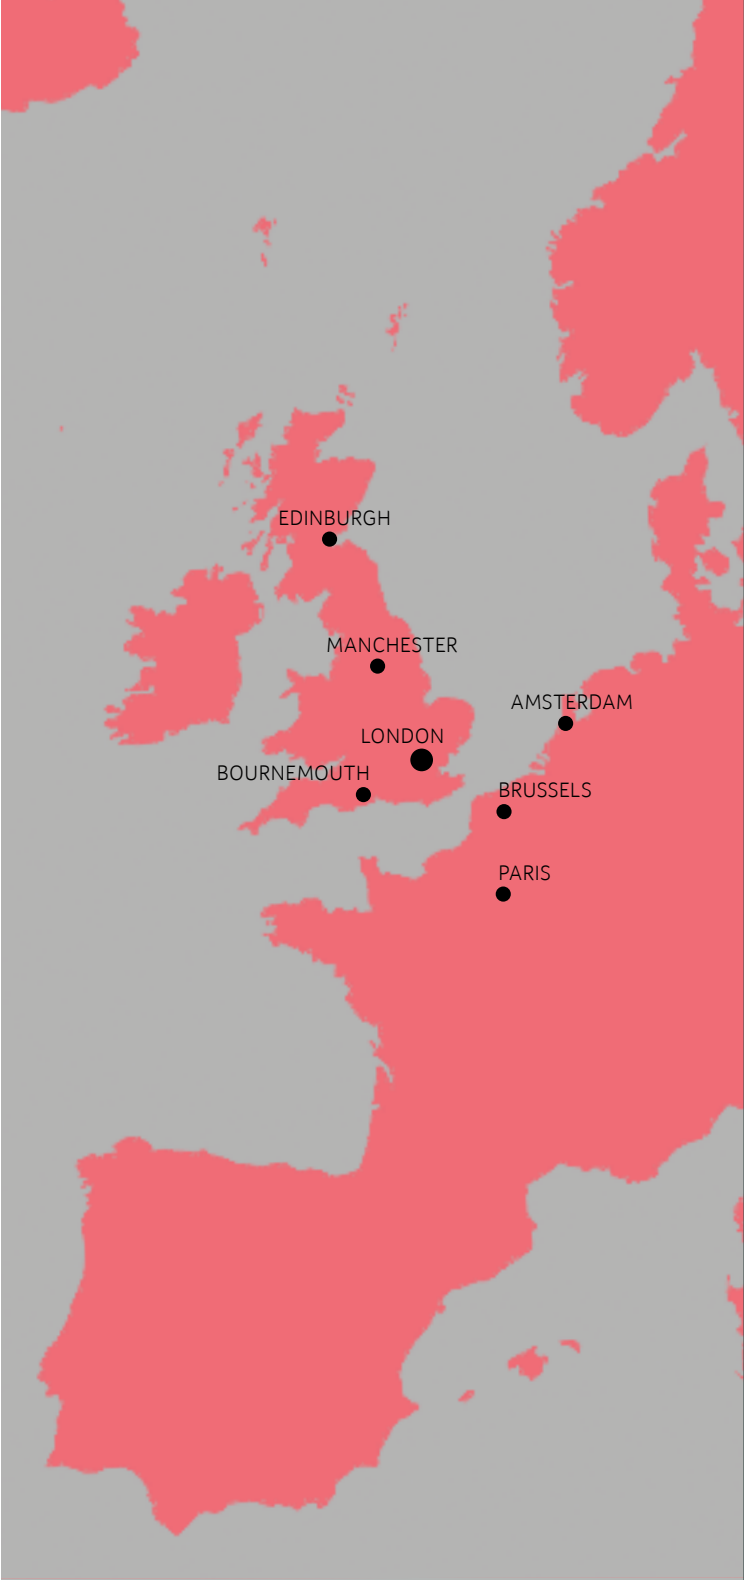 EDINBURGH
MANCHESTER
AMSTERDAM
LONDON
BOURNEMOUTH
BRUSSELS
PARIS